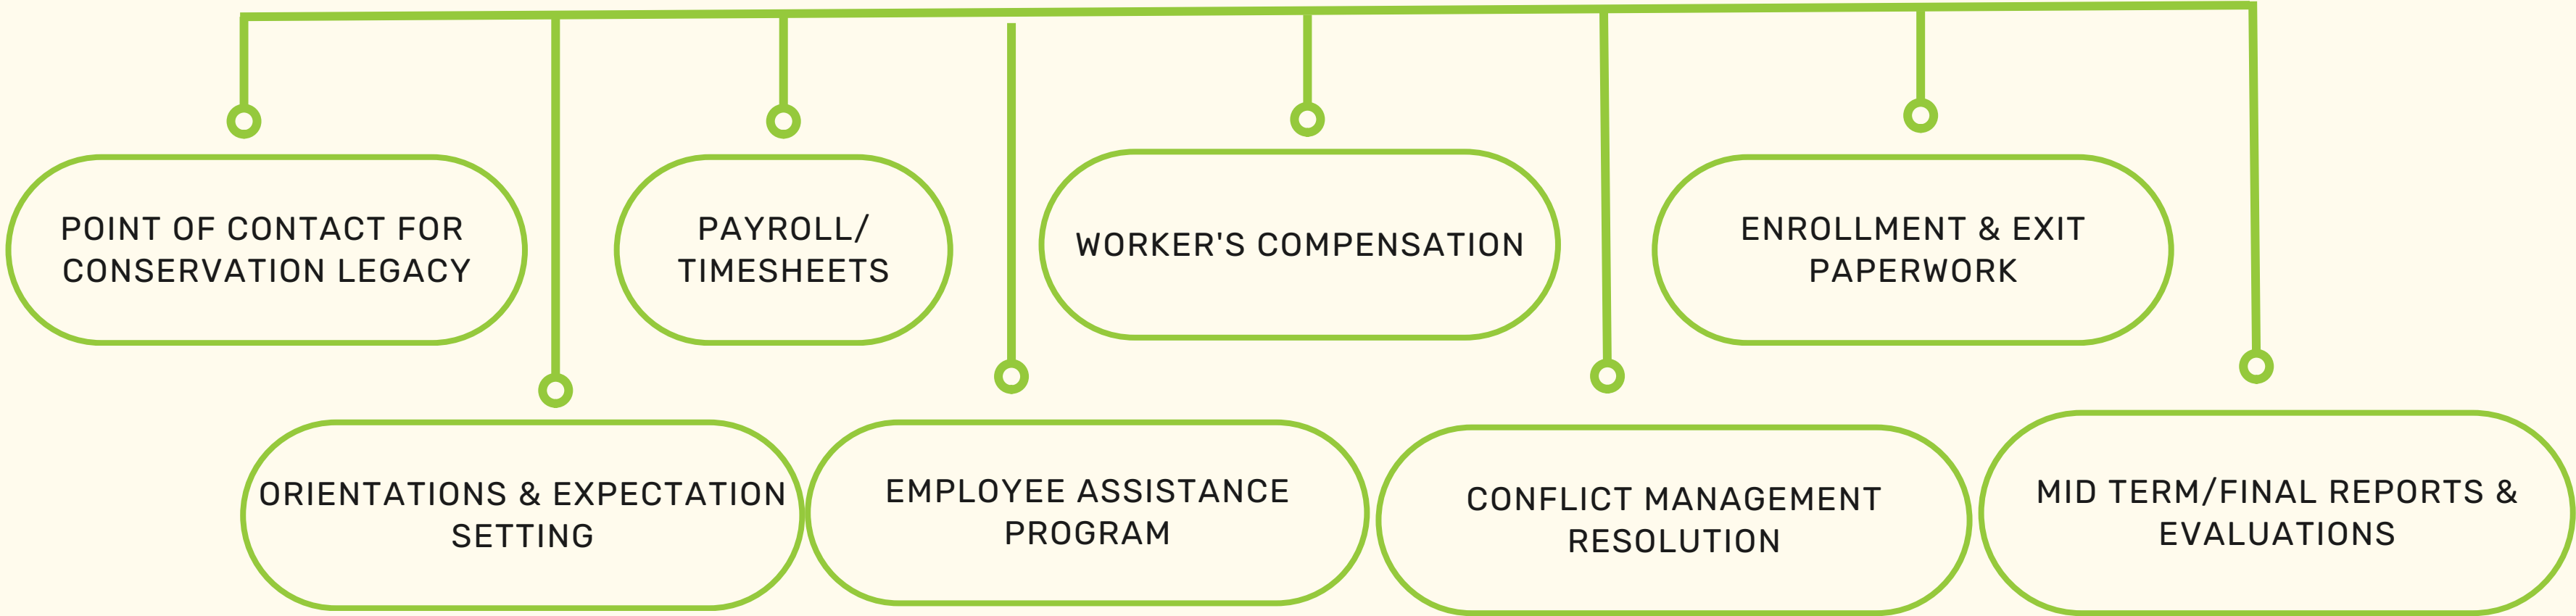 POINT OF CONTACT FOR
CONSERVATION LEGACY
ORIENTATIONS & EXPECTATION
SETTING
PAYROLL/
TIMESHEETS
EMPLOYEE ASSISTANCE
PROGRAM
WORKER'S COMPENSATION
CONFLICT MANAGEMENT
RESOLUTION
ENROLLMENT & EXIT
PAPERWORK
MID TERM/FINAL REPORTS &
EVALUATIONS